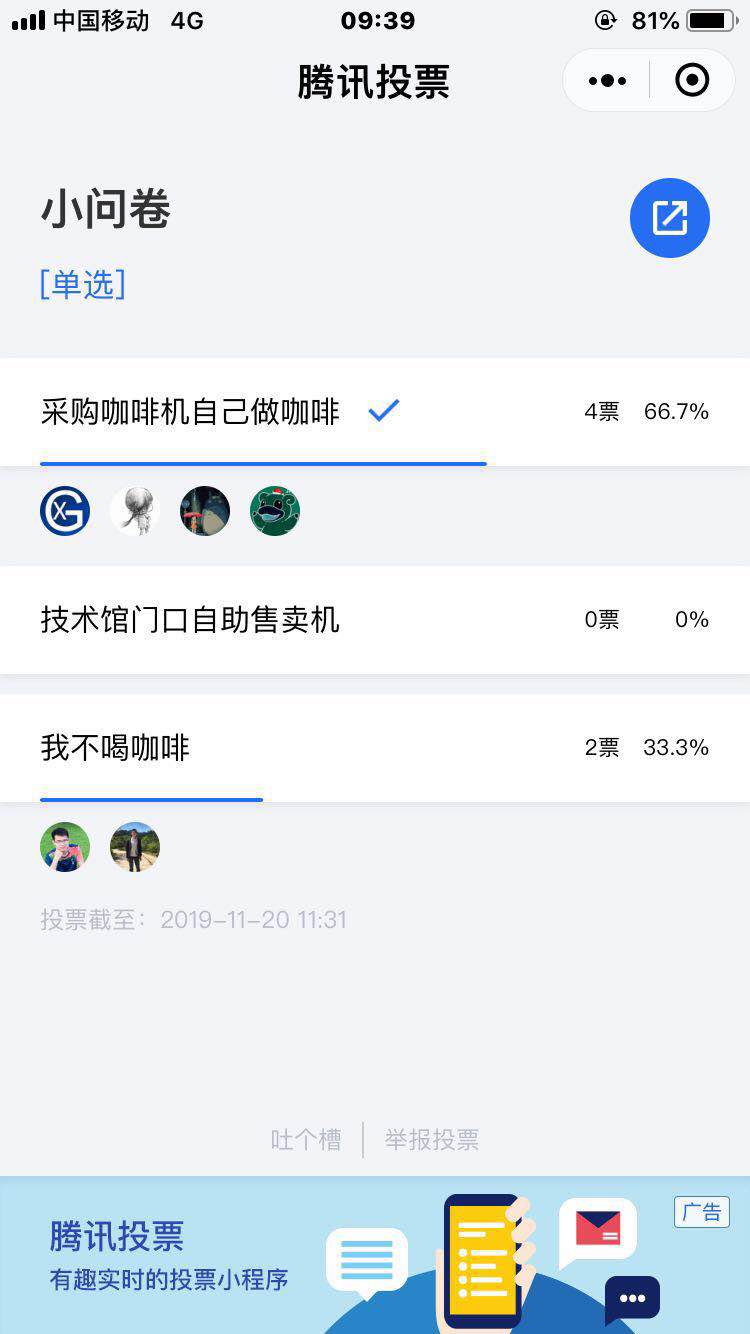 中国移动 4G 09:39 81%
腾讯投票
小问卷
[单选]
采购咖啡机自己做咖啡 4票 66.7%
技术馆门口自助售卖机 0票 0%
我不喝咖啡 2票 33.3%
投票截至：2019-11-20 11:31
吐个槽 举报投票
广告
腾讯投票
有趣实时的投票小程序